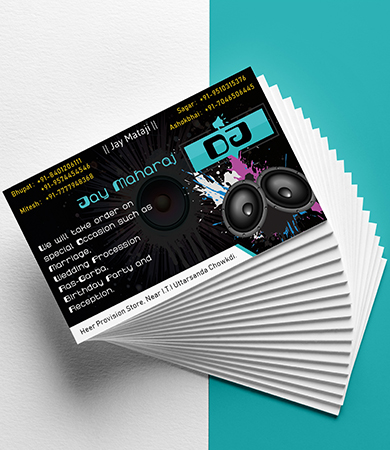 || Jay Mataji ||
Bhupat: +91-8401206111
+91-9574454546
Mitesh: +91-7777948368
Sagar: +91-9510315376
Ashokbhai: +91-7046506445
Jay Maharaj
DJ
We will take order on
special Occasion such as
Marriage,
Wedding Procession
Ras-Garba,
Birthday Party and
Reception.
Heer Provision Store. Near I.T.I Uttarsanda Chowkdi.